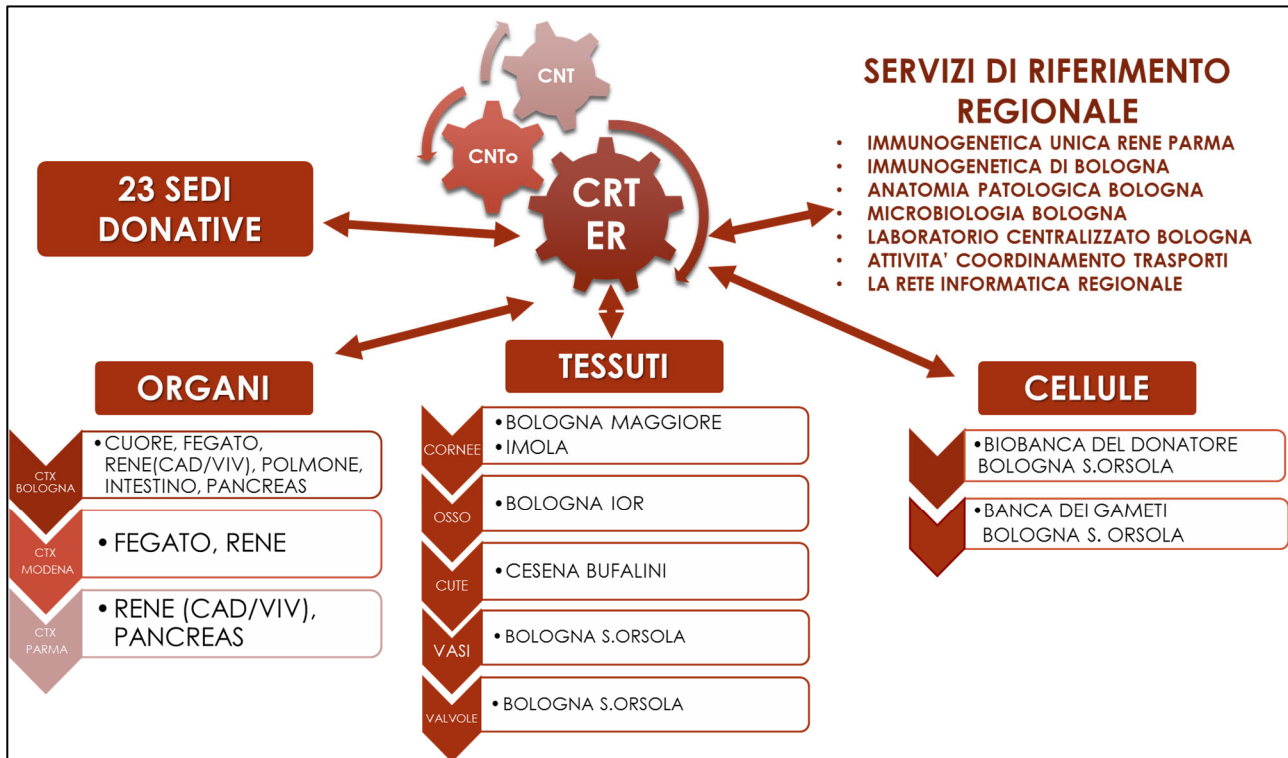 CNT
CNTo
CRT
ER
23 SEDI
DONATIVE
SERVIZI DI RIFERIMENTO
REGIONALE
• IMMUNOGENETICA UNICA RENE PARMA
• IMMUNOGENETICA DI BOLOGNA
• ANATOMIA PATOLOGICA BOLOGNA
• MICROBIOLOGIA BOLOGNA
• LABORATORIO CENTRALIZZATO BOLOGNA
• ATTIVITA' COORDINAMENTO TRASPORTI
• LA RETE INFORMATICA REGIONALE
ORGANI
CTX
BOLOGNA
• CUORE, FEGATO,
RENE(CAD/VIV), POLMONE,
INTESTINO, PANCREAS
CTX
MODENA
• FEGATO, RENE
CTX
PARMA
• RENE (CAD/VIV),
PANCREAS
TESSUTI
CORNEE
• BOLOGNA MAGGIORE
• IMOLA
OSSO
• BOLOGNA IOR
CUTE
• CESENA BUFALINI
VASI
• BOLOGNA S.ORSOLA
VALVOLE
• BOLOGNA S.ORSOLA
CELLULE
• BIOBANCA DEL DONATORE
BOLOGNA S.ORSOLA
• BANCA DEI GAMETI
BOLOGNA S. ORSOLA